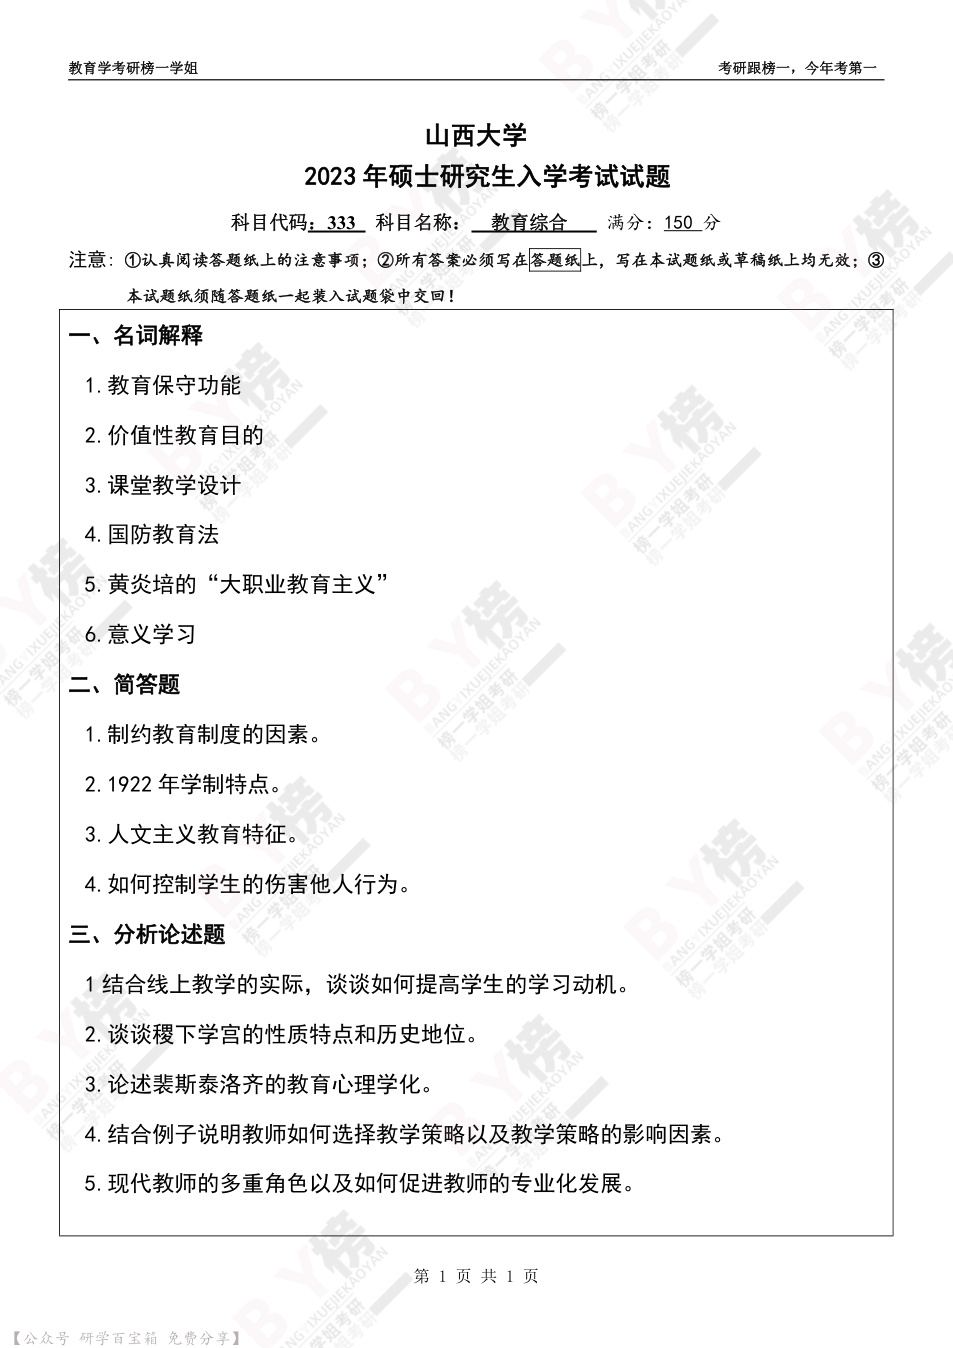 教育学考研榜一学姐 考研跟榜一，今年考第一
山西大学
2023 年硕士研究生入学考试试题
科目代码：333 科目名称： 教育综合 满分：150 分
注意：①认真阅读答题纸上的注意事项；②所有答案必须写在答题纸上，写在本试题纸或草稿纸上均无效；③
本试题纸须随答题纸一起装入试题袋中交回！
一、名词解释
1.教育保守功能
2.价值性教育目的
3.课堂教学设计
4.国防教育法
5.黄炎培的“大职业教育主义”
6.意义学习
二、简答题
1.制约教育制度的因素。
2.1922 年学制特点。
3.人文主义教育特征。
4.如何控制学生的伤害他人行为。
三、分析论述题
1 结合线上教学的实际，谈谈如何提高学生的学习动机。
2.谈谈稷下学宫的性质特点和历史地位。
3.论述裴斯泰洛齐的教育心理学化。
4.结合例子说明教师如何选择教学策略以及教学策略的影响因素。
5.现代教师的多重角色以及如何促进教师的专业化发展。
第 1 页 共 1 页
【公众号 研学百宝箱 免费分享】